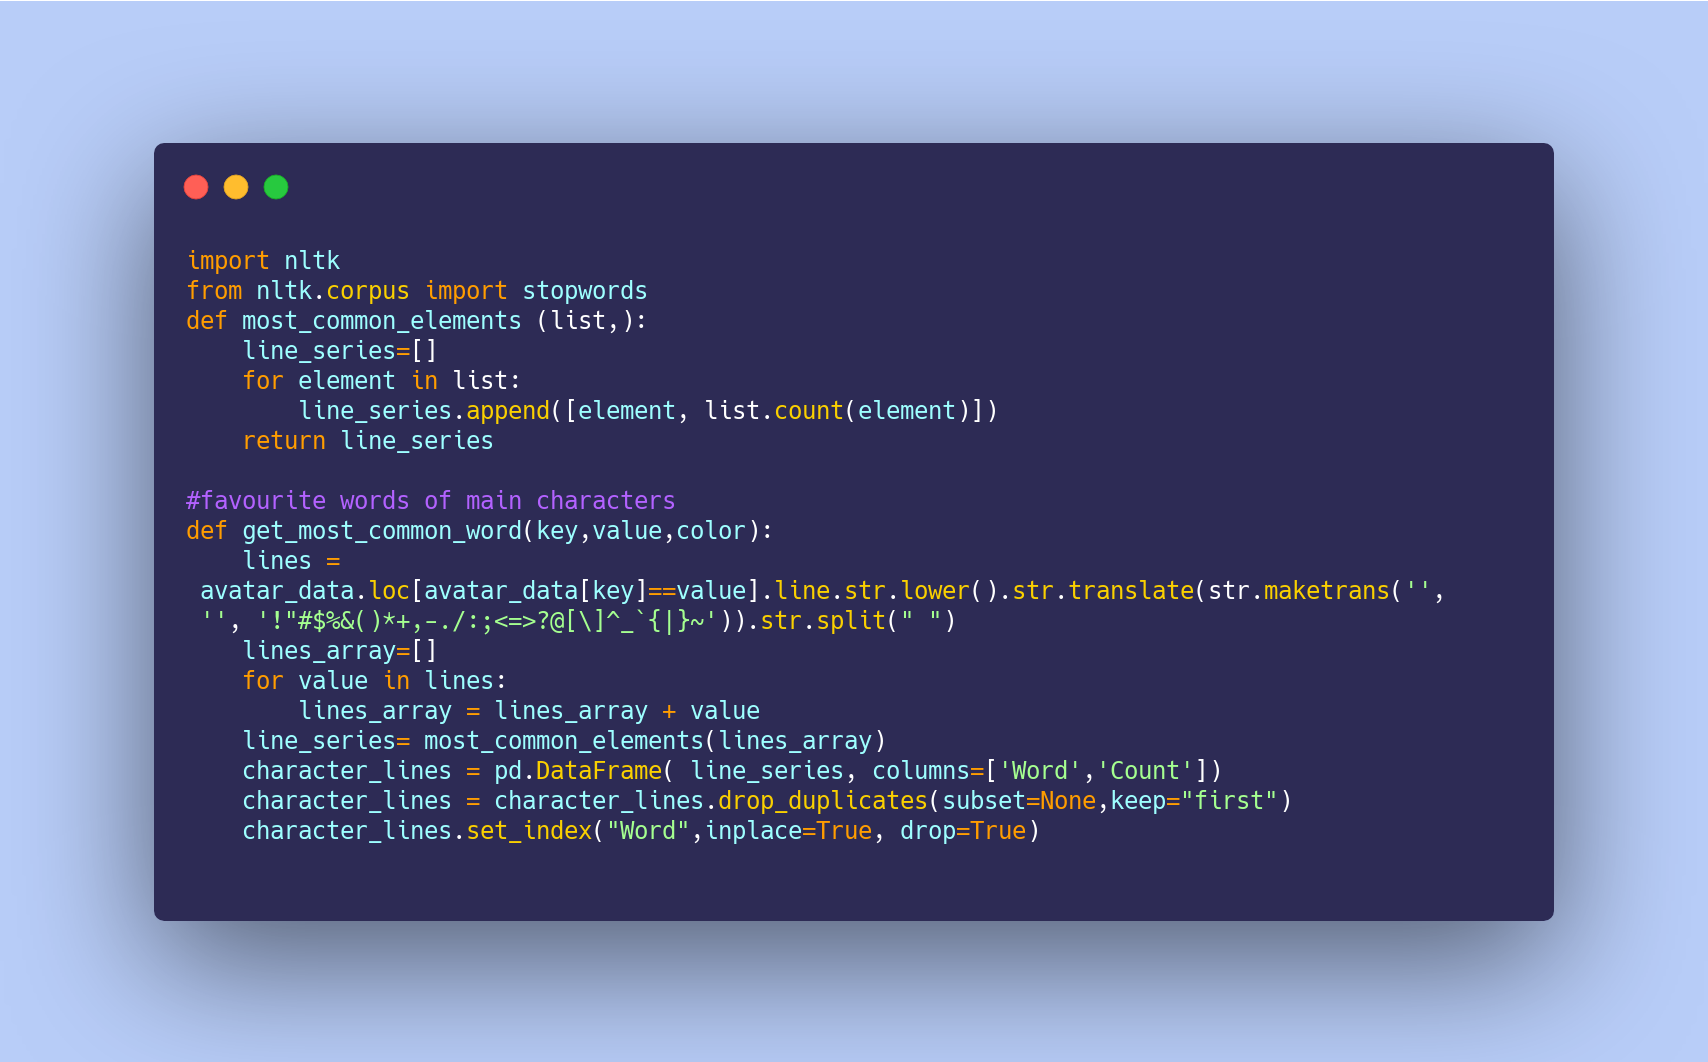 import nltk
from nltk.corpus import stopwords
def most_common_elements (list,):
    line_series=[]
    for element in list:
        line_series.append([element, list.count(element)])
    return line_series

#favourite words of main characters
def get_most_common_word(key,value,color):
    lines =
 avatar_data.loc[avatar_data[key]==value].line.str.lower().str.translate(str.maketrans('',
 '', '!"#$%&()*+,-./:;<=>?@[\]^_`{|}~')).str.split(" ")
    lines_array=[]
    for value in lines:
        lines_array = lines_array + value
    line_series= most_common_elements(lines_array)
    character_lines = pd.DataFrame( line_series, columns=['Word','Count'])
    character_lines = character_lines.drop_duplicates(subset=None,keep="first")
    character_lines.set_index("Word",inplace=True, drop=True)